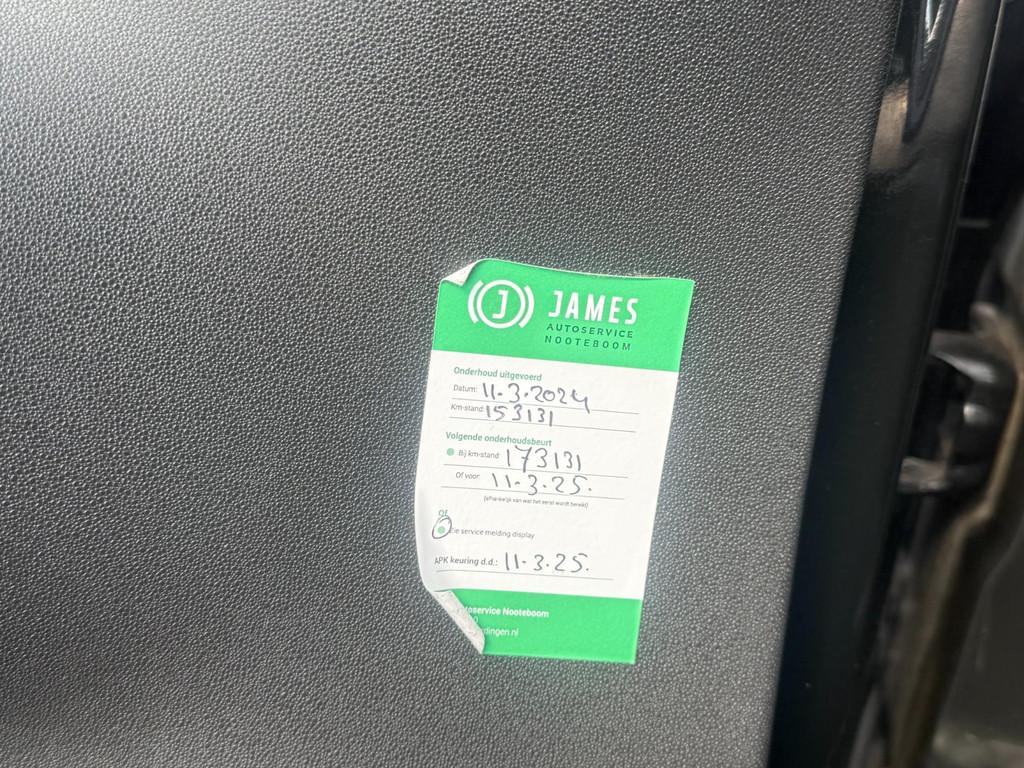 J JAMES
AUTOSERVICE
NOOTEBOOM
Onderhoud uitgevoerd
Datum: 11-3-2024
Km-stand: 153131
Volgende onderhoudsbeurt
Bij km-stand: 173131
Of voor: 11-3-25.
(afhankelijk van wat het eerst wordt bereikt)
Of
Zie service melding display
APK keuring d.d.: 11-3-25.
toservice Nooteboom
dingen.nl